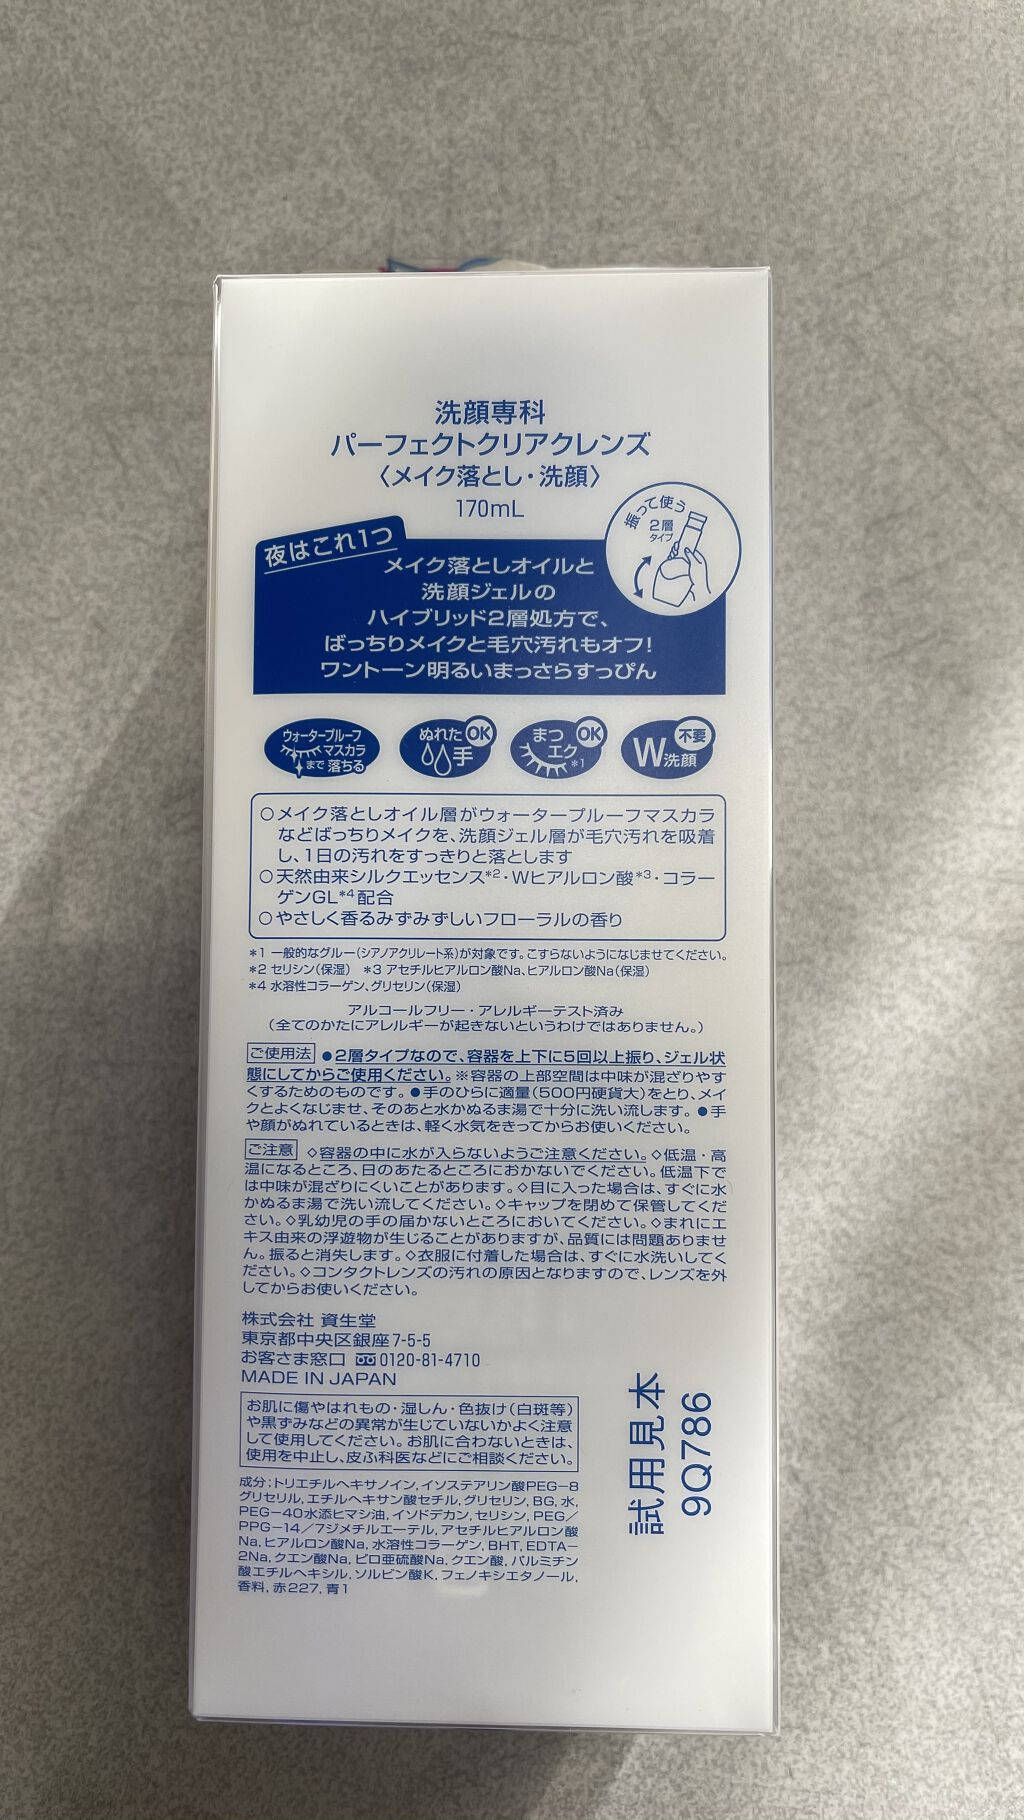 洗顔専科
パーフェクトクリアクレンズ
〈メイク落とし・洗顔〉
170mL
振って使う
2層
タイプ
夜はこれ1つ
メイク落としオイルと
洗顔ジェルの
ハイブリッド2層処方で、
ばっちりメイクと毛穴汚れもオフ!
ワントーン明るいまっさらすっぴん
ウォータープルーフ
マスカラ
まで落ちる
ぬれた
手
OK
まつ
エク
*1
OK
W洗顔
不要
○メイク落としオイル層がウォータープルーフマスカラ
などばっちりメイクを、洗顔ジェル層が毛穴汚れを吸着
し、1日の汚れをすっきりと落とします
○天然由来シルクエッセンス*2・Wヒアルロン酸*3・コラー
ゲンGL*4配合
○やさしく香るみずみずしいフローラルの香り
*1 一般的なグルー(シアノアクリレート系)が対象です。こすらないようになじませてください。
*2 セリシン(保湿) *3 アセチルヒアルロン酸Na、ヒアルロン酸Na(保湿)
*4 水溶性コラーゲン、グリセリン(保湿)
アルコールフリー・アレルギーテスト済み
(全てのかたにアレルギーが起きないというわけではありません。)
ご使用法 ●2層タイプなので、容器を上下に5回以上振り、ジェル状
態にしてからご使用ください。※容器の上部空間は中味が混ざりやす
くするためのものです。●手のひらに適量(500円硬貨大)をとり、メイ
クとよくなじませ、そのあと水かぬるま湯で十分に洗い流します。●手
や顔がぬれているときは、軽く水気をきってからお使いください。
ご注意 ◇容器の中に水が入らないようご注意ください。◇低温・高
温になるところ、日のあたるところにおかないでください。低温下で
は中味が混ざりにくいことがあります。◇目に入った場合は、すぐに水
かぬるま湯で洗い流してください。◇キャップを閉めて保管してくだ
さい。◇乳幼児の手の届かないところにおいてください。◇まれにエ
キス由来の浮遊物が生じることがありますが、品質には問題ありませ
ん。振ると消失します。◇衣服に付着した場合は、すぐに水洗いしてく
ださい。◇コンタクトレンズの汚れの原因となりますので、レンズを外
してからお使いください。
株式会社 資生堂
東京都中央区銀座7-5-5
お客さま窓口 0120-81-4710
MADE IN JAPAN
お肌に傷やはれもの・湿しん・色抜け(白斑等)
や黒ずみなどの異常が生じていないかよく注意
して使用してください。お肌に合わないときは、
使用を中止し、皮ふ科医などにご相談ください。
成分;トリエチルヘキサノイン, イソステアリン酸PEG-8
グリセリル, エチルヘキサン酸セチル, グリセリン, BG, 水,
PEG-40水添ヒマシ油, イソドデカン, セリシン, PEG/
PPG-14/7ジメチルエーテル, アセチルヒアルロン酸
Na, ヒアルロン酸Na, 水溶性コラーゲン, BHT, EDTA-
2Na, クエン酸Na, ピロ亜硫酸Na, クエン酸, パルミチン
酸エチルヘキシル, ソルビン酸K, フェノキシエタノール,
香料, 赤227, 青1
試用見本
9Q786